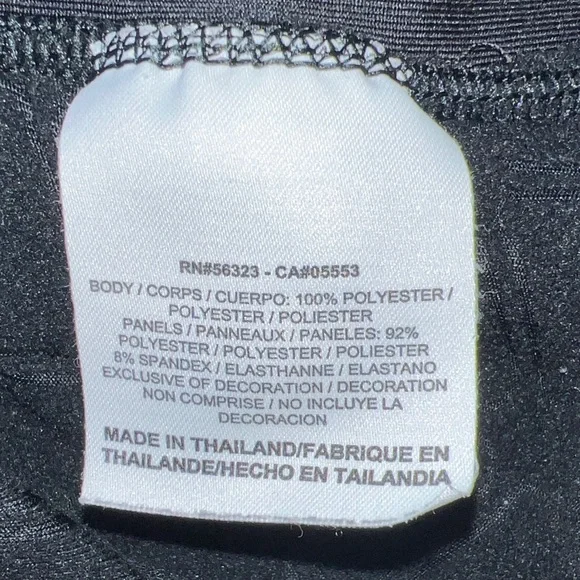 RN#56323 - CA#05553
BODY / CORPS / CUERPO: 100% POLYESTER /
POLYESTER / POLIESTER
PANELS / PANNEAUX / PANELES: 92%
POLYESTER / POLYESTER / POLIESTER
8% SPANDEX / ELASTHANNE / ELASTANO
EXCLUSIVE OF DECORATION / DECORATION
NON COMPRISE / NO INCLUYE LA
DECORACION
MADE IN THAILAND/FABRIQUE EN
THAILANDE/HECHO EN TAILANDIA